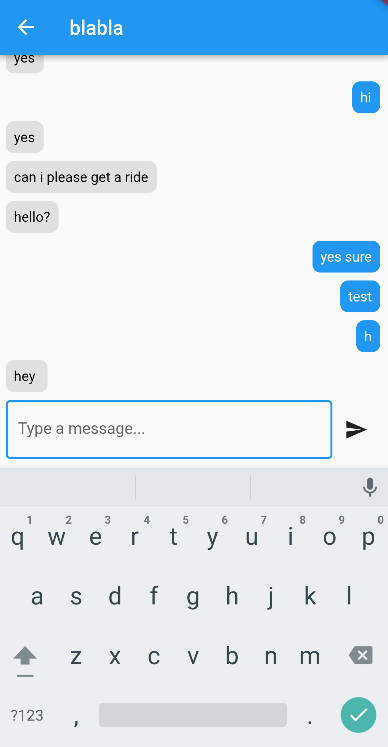 blabla
yes
hi
yes
can i please get a ride
hello?
yes sure
test
h
hey
Type a message...
1 2 3 4 5 6 7 8 9 0
q w e r t y u i o p
a s d f g h j k l
z x c v b n m
?123 , .